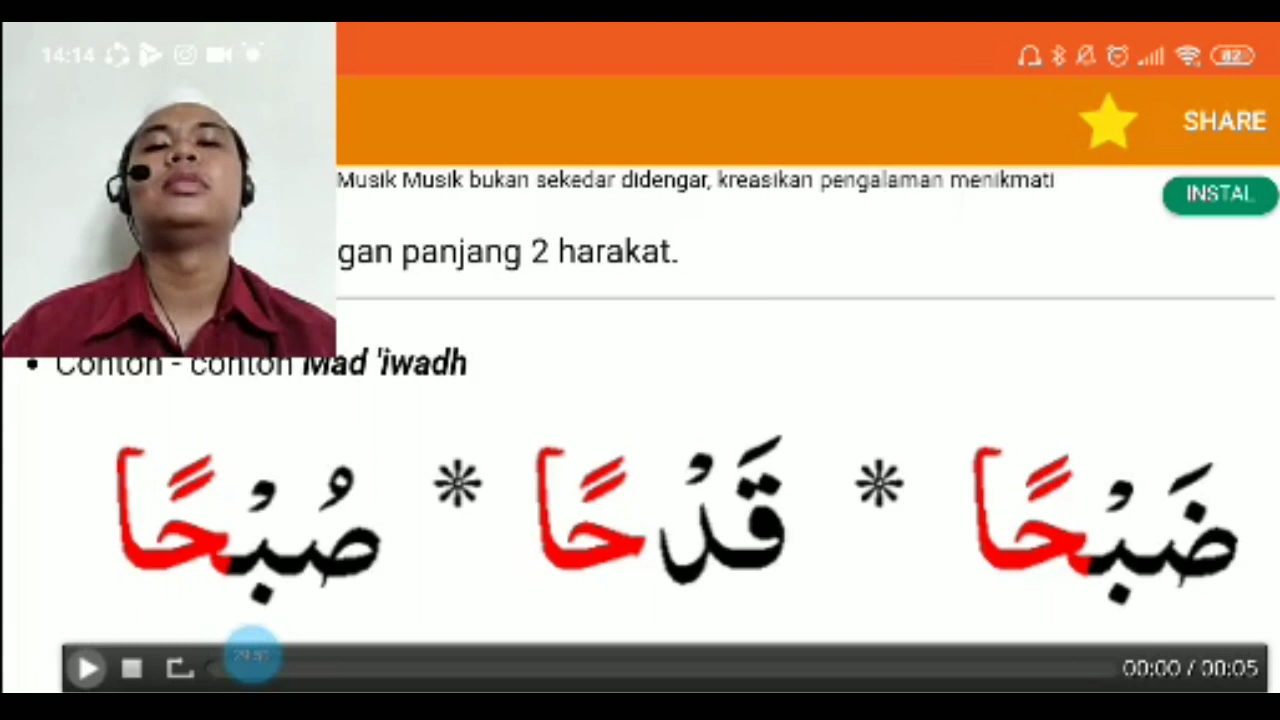 14:14
82
SHARE
Musik Musik bukan sekedar didengar, kreasikan pengalaman menikmati
INSTAL
gan panjang 2 harakat.
• Contoh - contoh Mad 'iwadh
ضَبْحًا * قَدْحًا * صُبْحًا
00:00 / 00:05